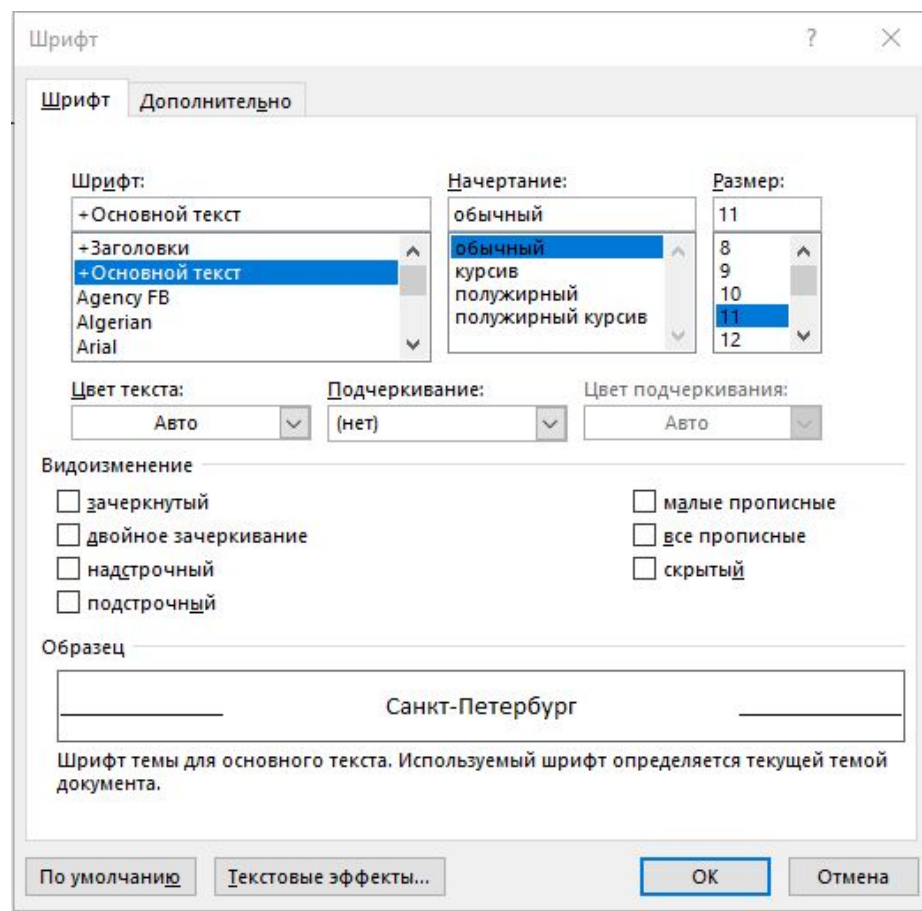 Шрифт ?
Шрифт Дополнительно
Шрифт: Начертание: Размер:
+Основной текст обычный 11
+Заголовки обычный 8
+Основной текст курсив 9
Agency FB полужирный 10
Algerian полужирный курсив 11
Arial 12
Цвет текста: Подчеркивание: Цвет подчеркивания:
Авто (нет) Авто
Видоизменение
зачеркнутый малые прописные
двойное зачеркивание все прописные
надстрочный скрытый
подстрочный
Образец
Санкт-Петербург
Шрифт темы для основного текста. Используемый шрифт определяется текущей темой
документа.
По умолчанию Текстовые эффекты... ОК Отмена